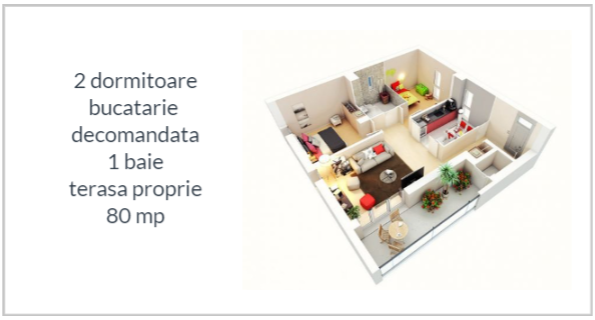 2 dormitoare
bucatarie
decomandata
1 baie
terasa proprie
80 mp